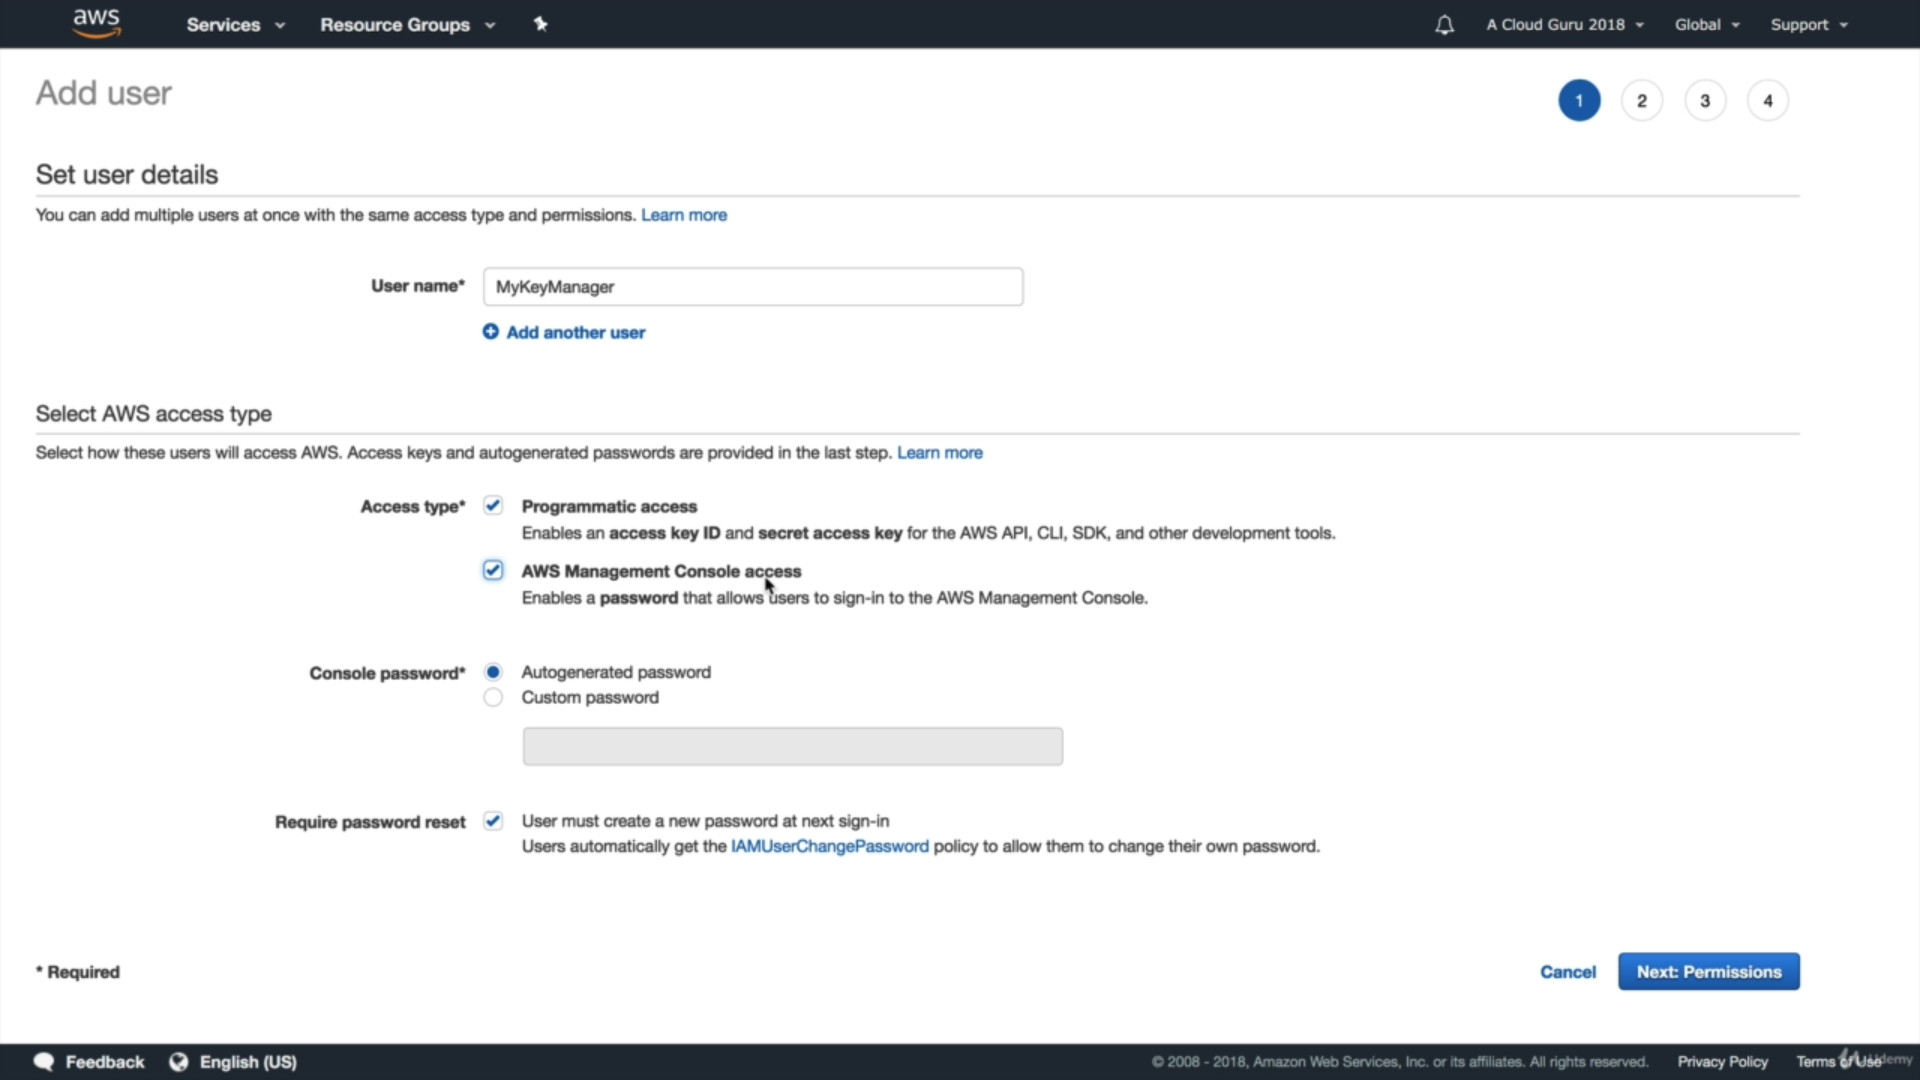 aws Services Resource Groups A Cloud Guru 2018 Global Support
Add user
1 2 3 4
Set user details
You can add multiple users at once with the same access type and permissions. Learn more
User name* MyKeyManager
Add another user
Select AWS access type
Select how these users will access AWS. Access keys and autogenerated passwords are provided in the last step. Learn more
Access type* Programmatic access
Enables an access key ID and secret access key for the AWS API, CLI, SDK, and other development tools.
AWS Management Console access
Enables a password that allows users to sign-in to the AWS Management Console.
Console password* Autogenerated password
Custom password
Require password reset User must create a new password at next sign-in
Users automatically get the IAMUserChangePassword policy to allow them to change their own password.
* Required Cancel Next: Permissions
Feedback English (US) © 2008 - 2018, Amazon Web Services, Inc. or its affiliates. All rights reserved. Privacy Policy Terms of Use